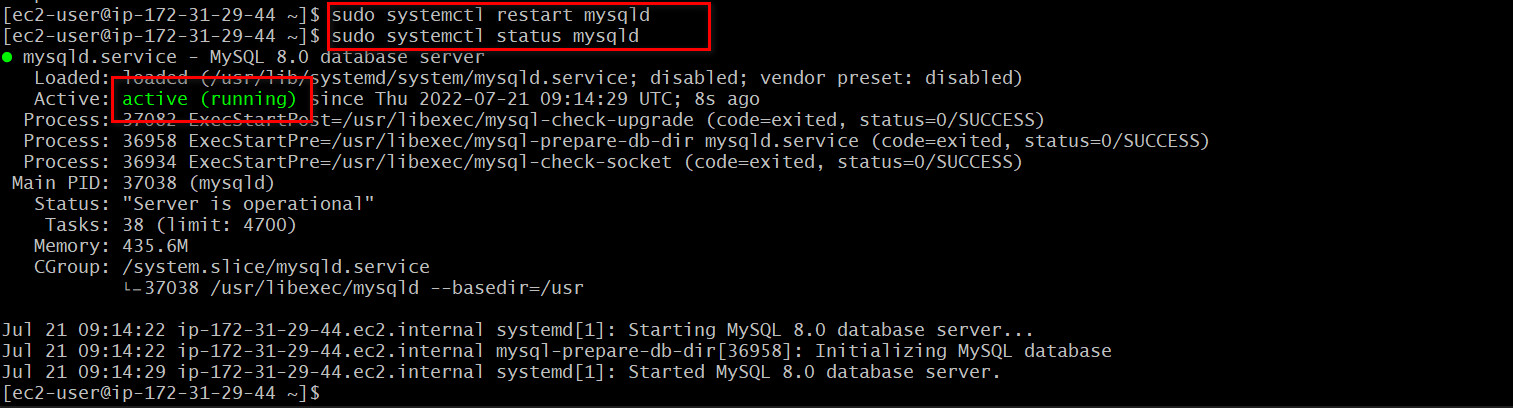 [ec2-user@ip-172-31-29-44 ~]$ sudo systemctl restart mysqld
[ec2-user@ip-172-31-29-44 ~]$ sudo systemctl status mysqld
● mysqld.service - MySQL 8.0 database server
   Loaded: loaded (/usr/lib/systemd/system/mysqld.service; disabled; vendor preset: disabled)
   Active: active (running) since Thu 2022-07-21 09:14:29 UTC; 8s ago
  Process: 37082 ExecStartPost=/usr/libexec/mysql-check-upgrade (code=exited, status=0/SUCCESS)
  Process: 36958 ExecStartPre=/usr/libexec/mysql-prepare-db-dir mysqld.service (code=exited, status=0/SUCCESS)
  Process: 36934 ExecStartPre=/usr/libexec/mysql-check-socket (code=exited, status=0/SUCCESS)
 Main PID: 37038 (mysqld)
   Status: "Server is operational"
    Tasks: 38 (limit: 4700)
   Memory: 435.6M
   CGroup: /system.slice/mysqld.service
           └─37038 /usr/libexec/mysqld --basedir=/usr
Jul 21 09:14:22 ip-172-31-29-44.ec2.internal systemd[1]: Starting MySQL 8.0 database server...
Jul 21 09:14:22 ip-172-31-29-44.ec2.internal mysql-prepare-db-dir[36958]: Initializing MySQL database
Jul 21 09:14:29 ip-172-31-29-44.ec2.internal systemd[1]: Started MySQL 8.0 database server.
[ec2-user@ip-172-31-29-44 ~]$